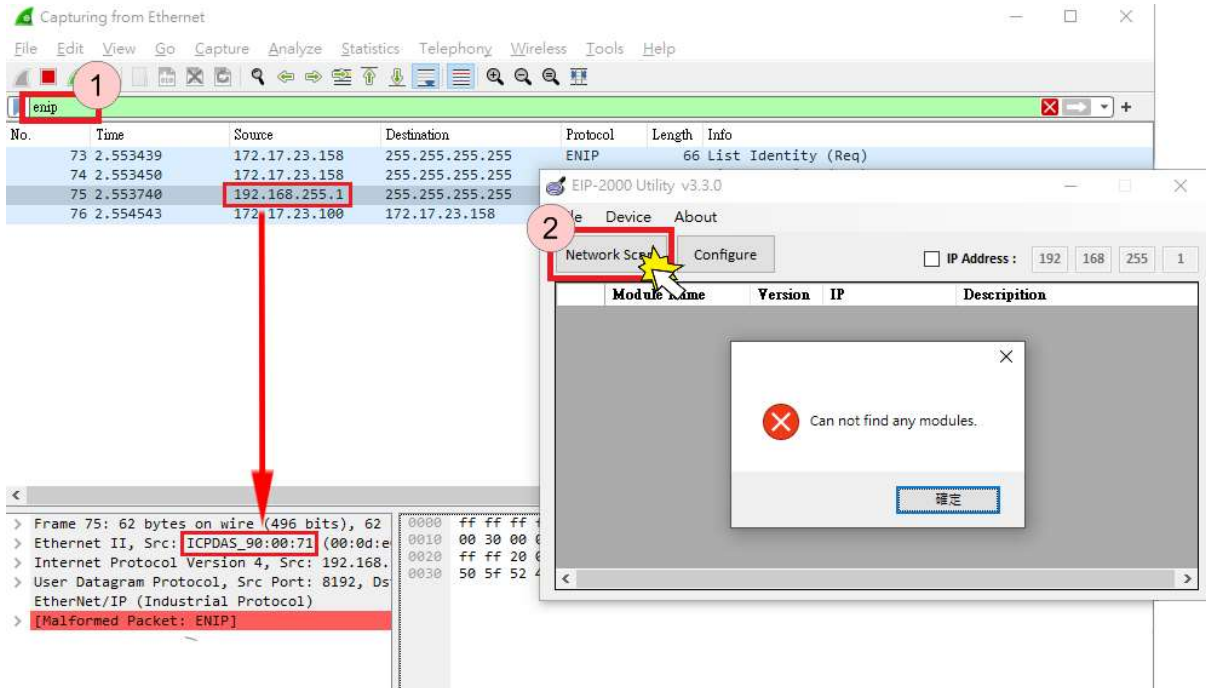 Capturing from Ethernet
File Edit View Go Capture Analyze Statistics Telephony Wireless Tools Help
1
enip
No. Time Source Destination Protocol Length Info
73 2.553439 172.17.23.158 255.255.255.255 ENIP 66 List Identity (Req)
74 2.553450 172.17.23.158 255.255.255.255
75 2.553740 192.168.255.1 255.255.255.255
76 2.554543 172.17.23.100 172.17.23.158
EIP-2000 Utility v3.3.0
Device About
2
Network Configure
IP Address : 192 168 255 1
Module Name Version IP Descripition
Can not find any modules.
確定
Frame 75: 62 bytes on wire (496 bits), 62
Ethernet II, Src: ICPDAS_90:00:71
Internet Protocol Version 4, Src: 192.168.
User Datagram Protocol, Src Port: 8192,
EtherNet/IP (Industrial Protocol)
[Malformed Packet: ENIP]
0000 ff ff ff
0010 00 30 00
0020 ff ff 20
0030 50 5f 52